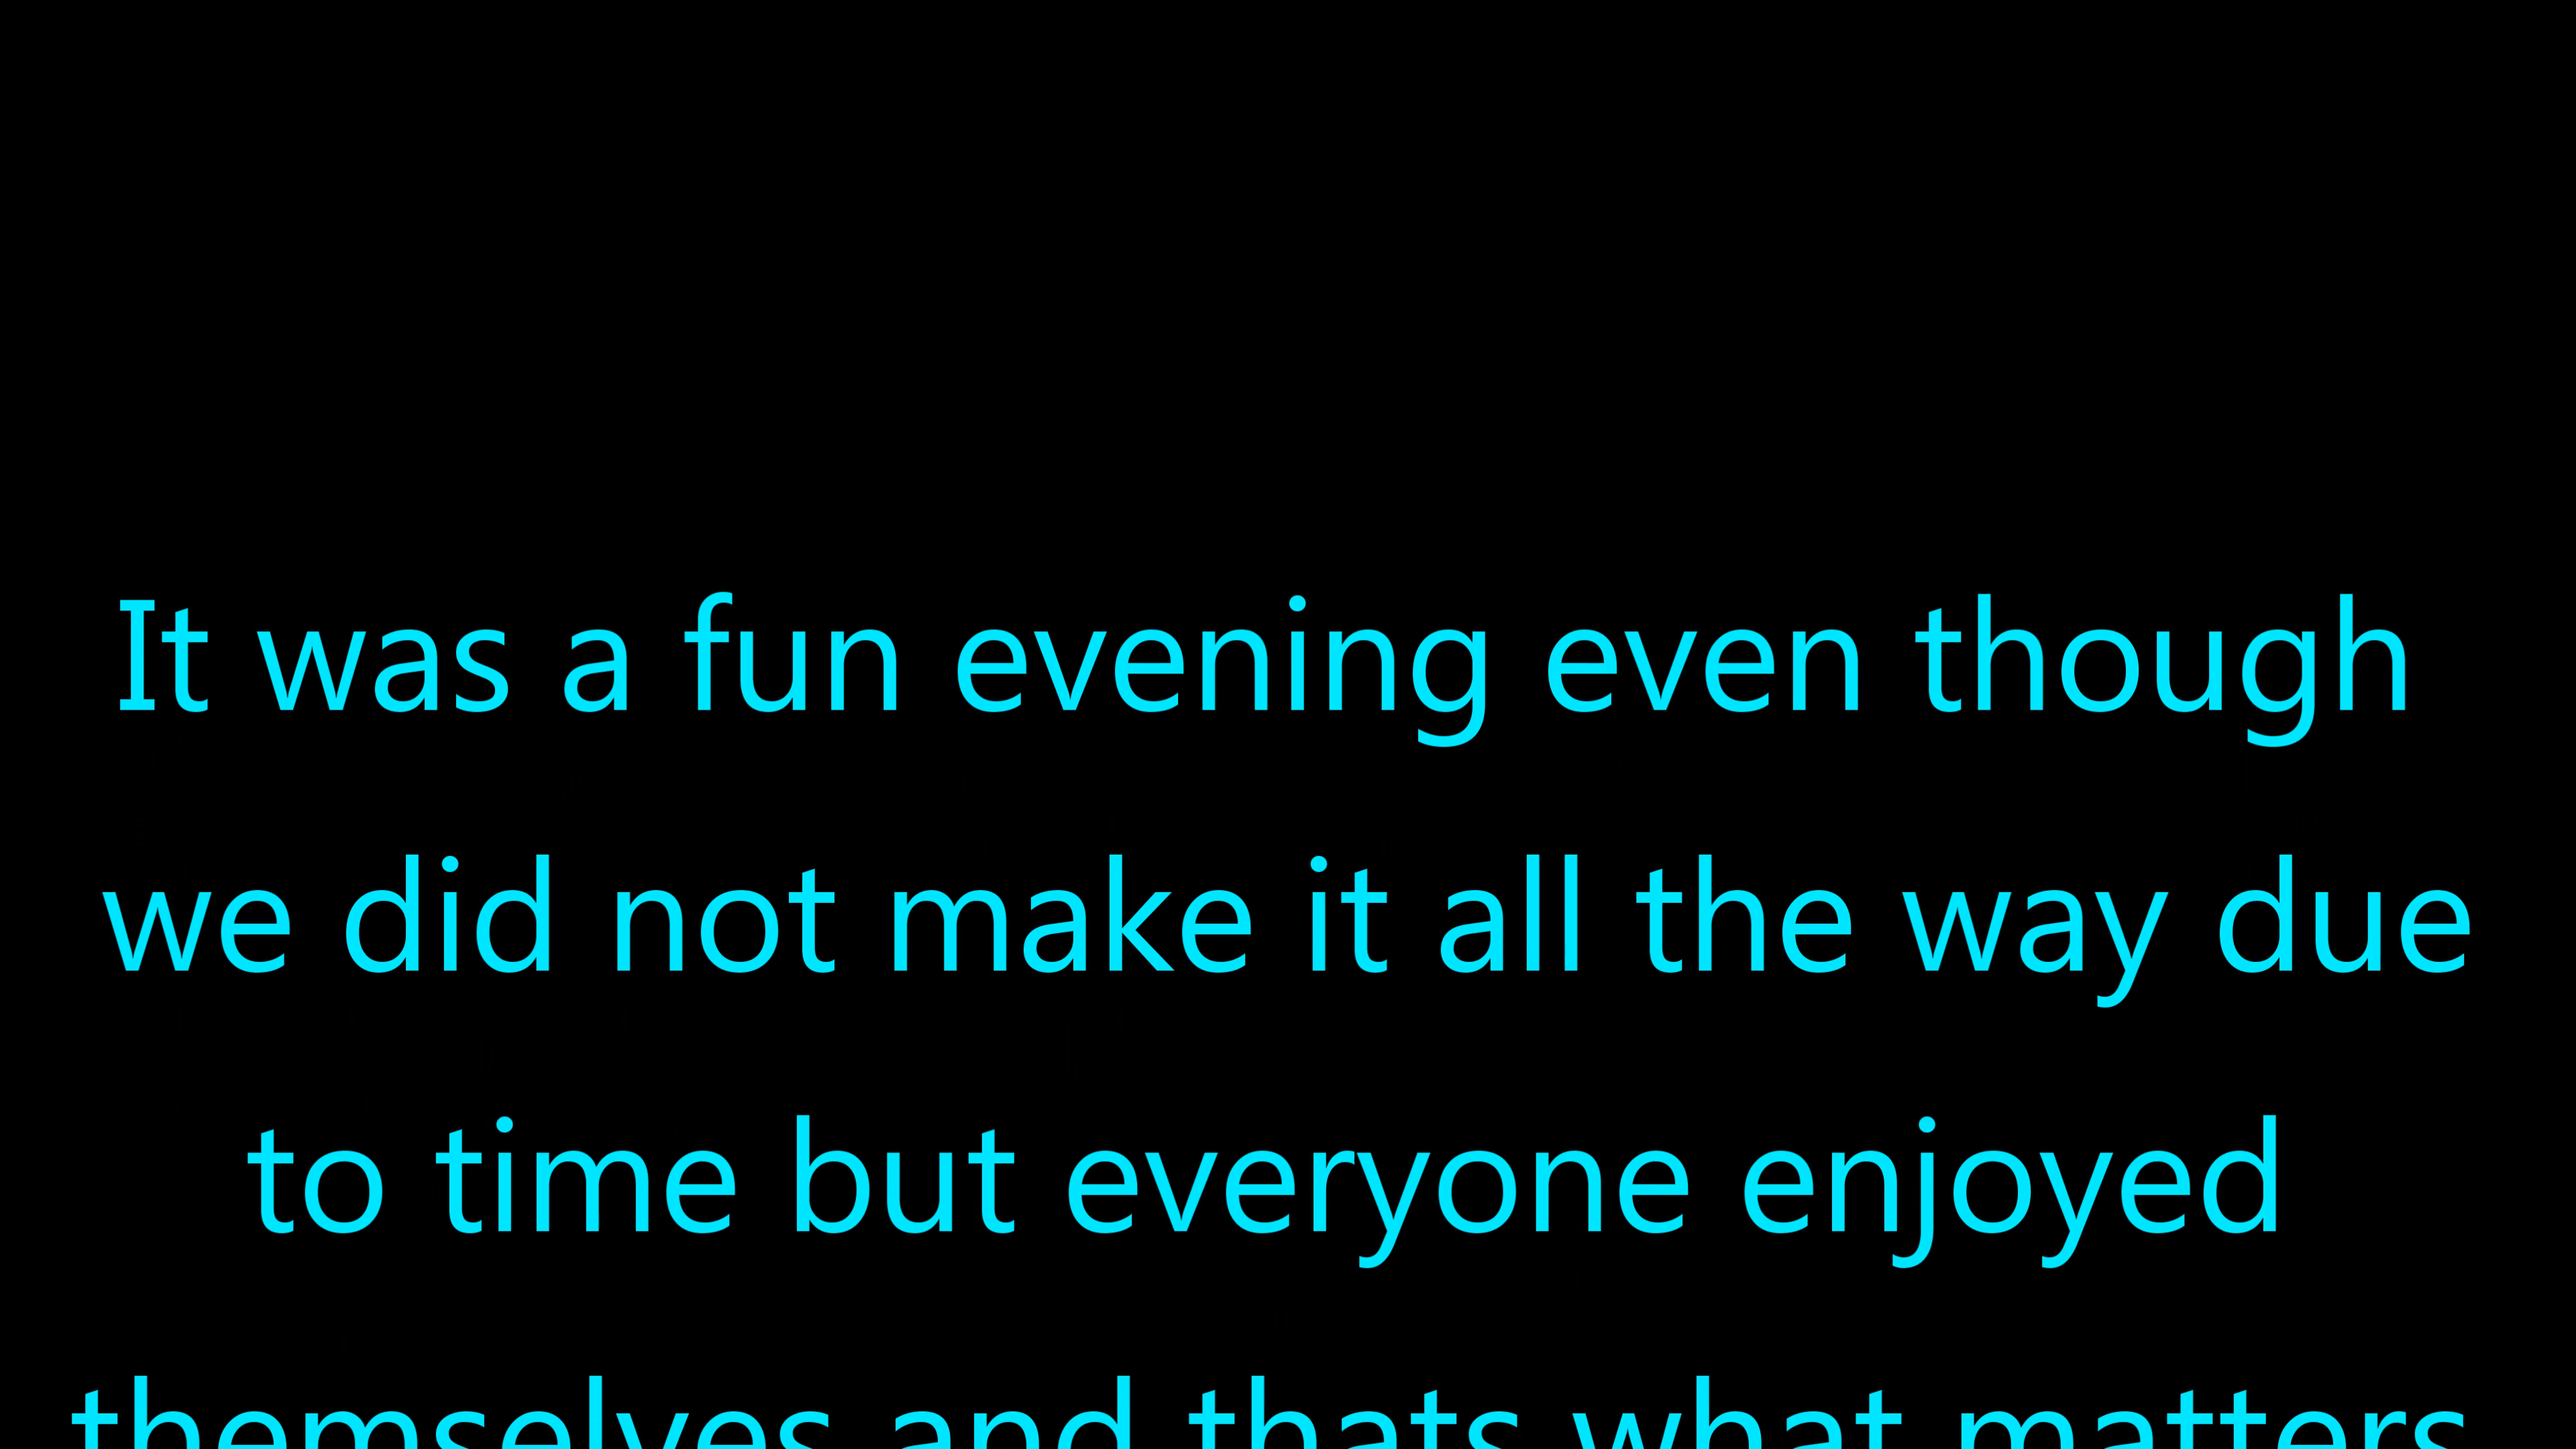 It was a fun evening even though
we did not make it all the way due
to time but everyone enjoyed
themselves and thats what matters